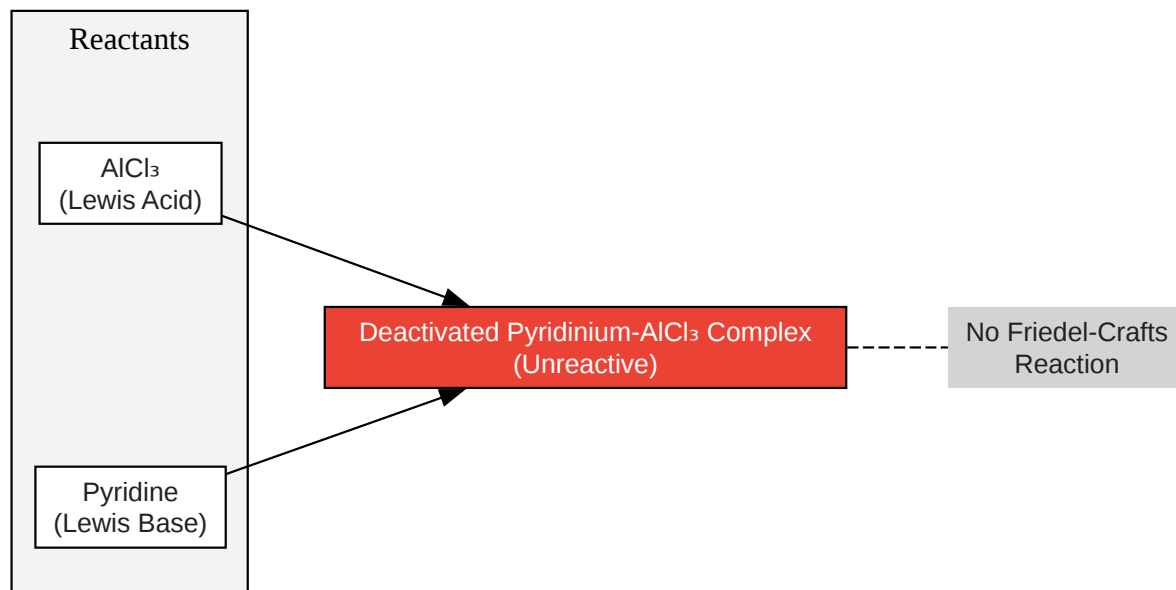 Reactants
AlCl₃
(Lewis Acid)
Deactivated Pyridinium-AlCl₃ Complex
(Unreactive)
No Friedel-Crafts
Reaction
Pyridine
(Lewis Base)